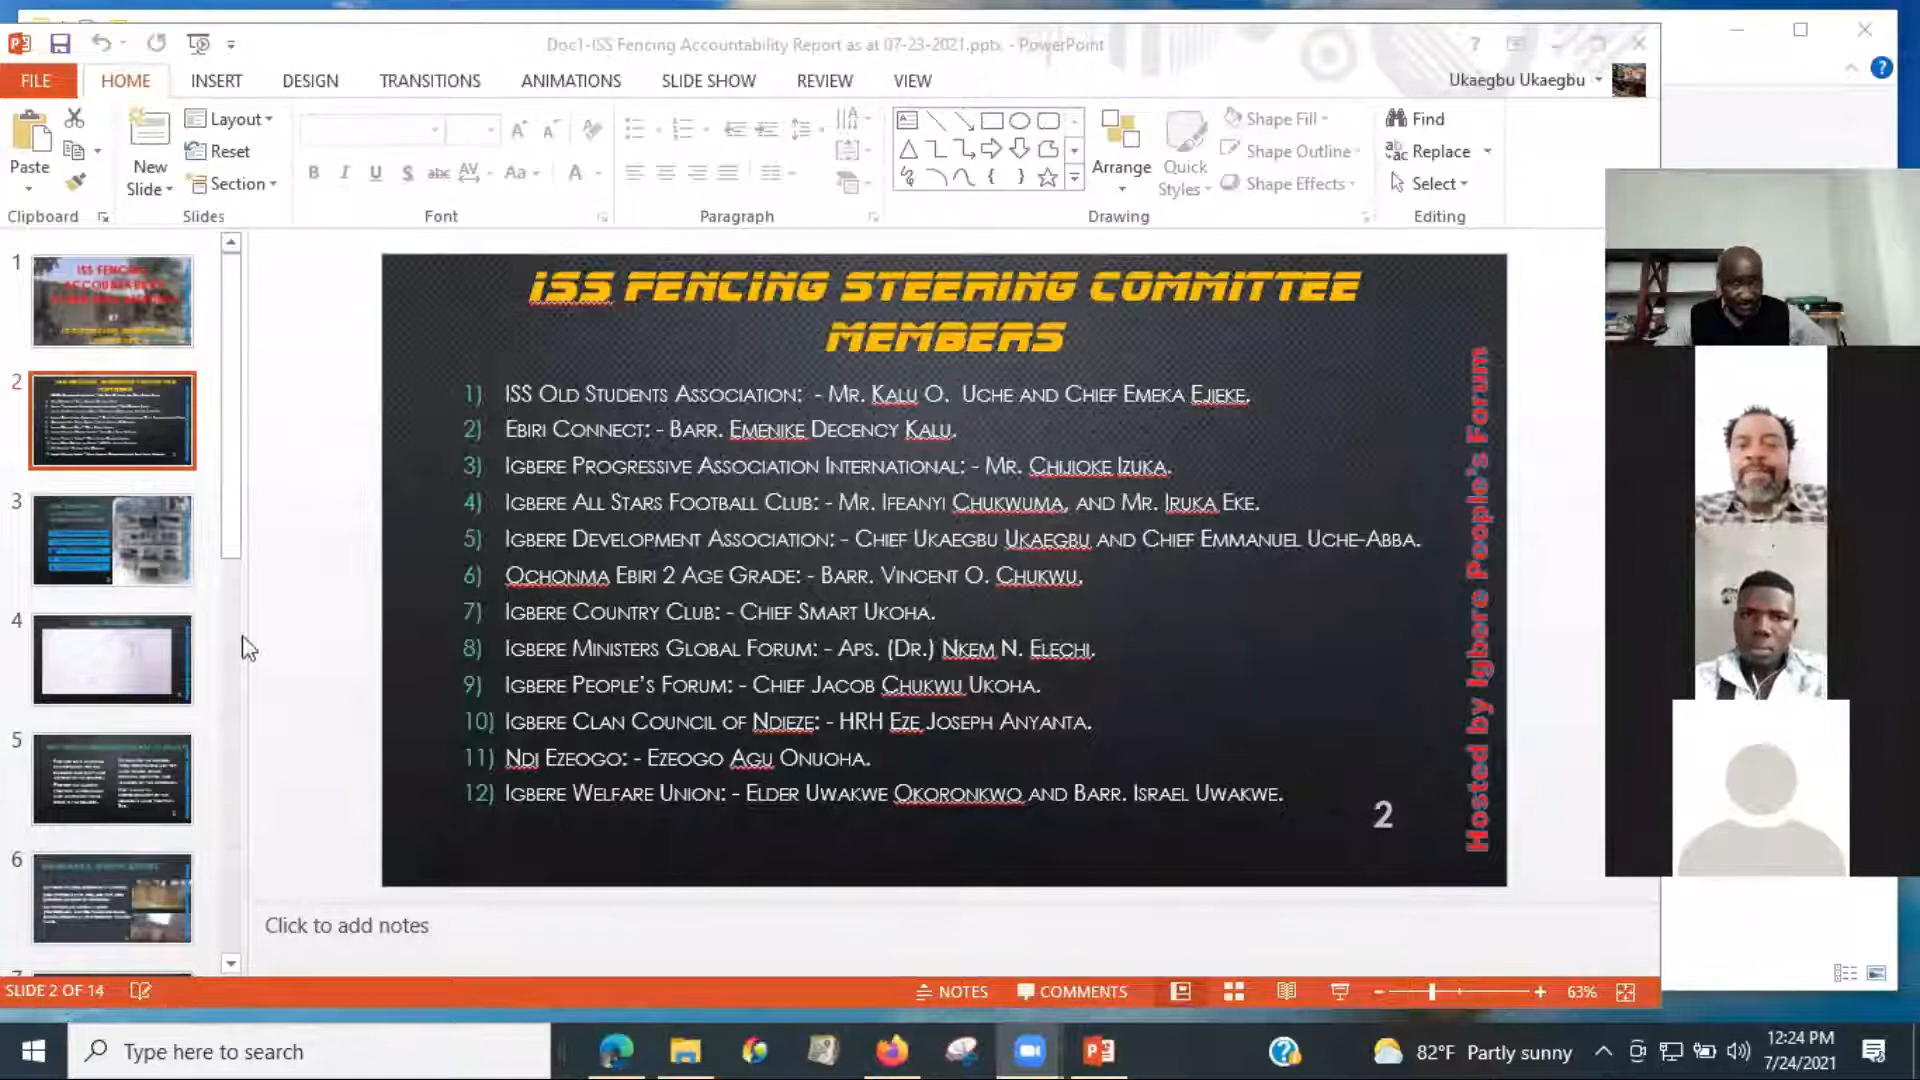 Doc1-ISS Fencing Accountability Report as at 07-23-2021.pptx - PowerPoint
FILE HOME INSERT DESIGN TRANSITIONS ANIMATIONS SLIDE SHOW REVIEW VIEW Ukaegbu Ukaegbu
Paste
Clipboard
New Slide
Layout
Reset
Section
Slides
B I U S abc AV Aa A
Font
Paragraph
Arrange
Quick Styles
Shape Fill
Shape Outline
Shape Effects
Drawing
Find
Replace
Select
Editing
1
2
3
4
5
6
ISS FENCING STEERING COMMITTEE
MEMBERS
1) ISS OLD STUDENTS ASSOCIATION: - MR. KALU O. UCHE AND CHIEF EMEKA EJIEKE.
2) EBIRI CONNECT: - BARR. EMENIKE DECENCY KALU.
3) IGBERE PROGRESSIVE ASSOCIATION INTERNATIONAL: - MR. CHIJIOKE IZUKA.
4) IGBERE ALL STARS FOOTBALL CLUB: - MR. IFEANYI CHUKWUMA, AND MR. IRUKA EKE.
5) IGBERE DEVELOPMENT ASSOCIATION: - CHIEF UKAEGBU UKAEGBU AND CHIEF EMMANUEL UCHE-ABBA.
6) OCHONMA EBIRI 2 AGE GRADE: - BARR. VINCENT O. CHUKWU.
7) IGBERE COUNTRY CLUB: - CHIEF SMART UKOHA.
8) IGBERE MINISTERS GLOBAL FORUM: - APS. (DR.) NKEM N. ELECHI.
9) IGBERE PEOPLE'S FORUM: - CHIEF JACOB CHUKWU UKOHA.
10) IGBERE CLAN COUNCIL OF NDIEZE: - HRH EZE JOSEPH ANYANTA.
11) NDI EZEOGO: - EZEOGO AGU ONUOHA.
12) IGBERE WELFARE UNION: - ELDER UWAKWE OKORONKWO AND BARR. ISRAEL UWAKWE.
2
Hosted by Igbere People's Forum
Click to add notes
SLIDE 2 OF 14 NOTES COMMENTS 63%
Type here to search
82°F Partly sunny
12:24 PM
7/24/2021